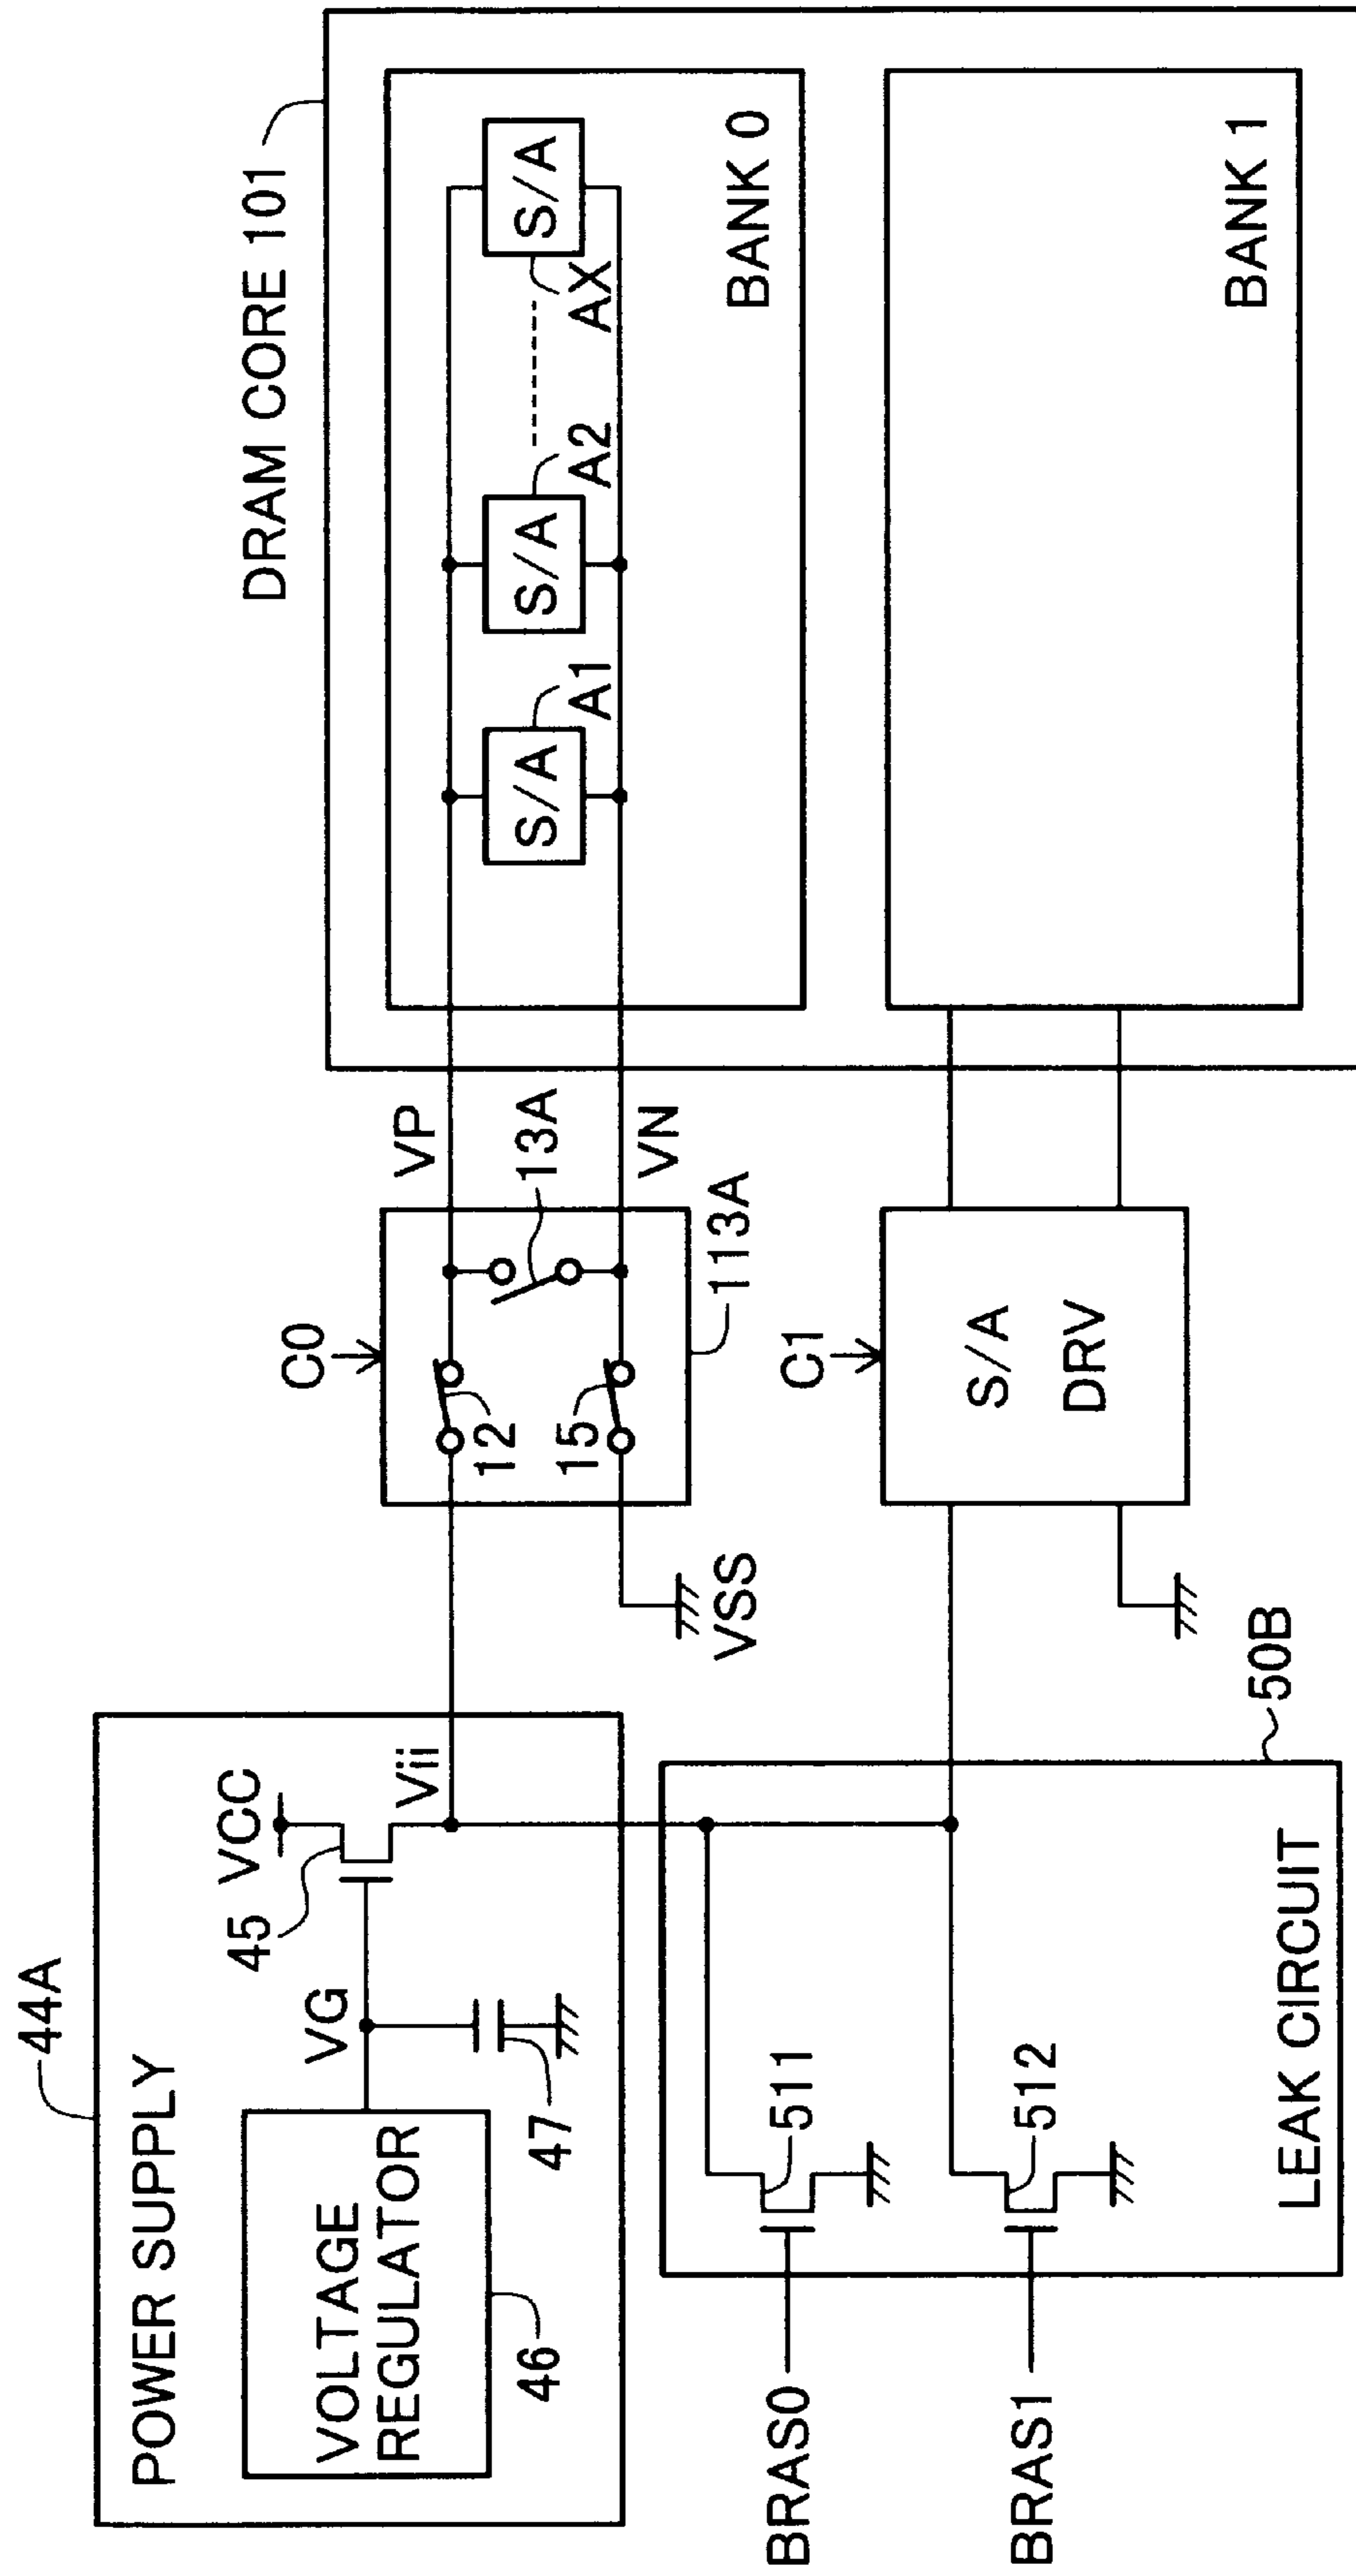 44A
POWER SUPPLY
VOLTAGE
REGULATOR
46
VG
47
45
VCC
Vii
VSS
C0
12
15
13A
113A
VP
VN
DRAM CORE 101
S/A
A1
S/A
A2
S/A
AX
BANK 0
BRAS0
511
BRAS1
512
LEAK CIRCUIT
50B
C1
S/A
DRV
BANK 1